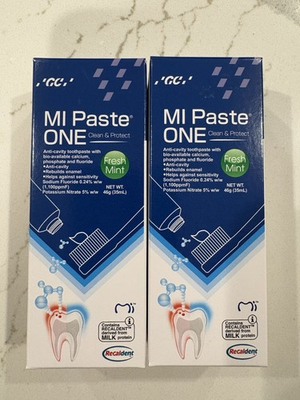 GC
MI Paste®
ONE Clean & Protect
Anti-cavity toothpaste with
bio-available calcium,
phosphate and fluoride
•Anti-cavity
•Rebuilds enamel
•Helps against sensitivity
Sodium Fluoride 0.24% w/w
(1,100ppmF)
Potassium Nitrate 5% w/w
Fresh
Mint
NET WT.
46g (35mL)
Contains
RECALDENT™
derived from
MILK protein
Recaldent
GC
MI Paste®
ONE Clean & Protect
Anti-cavity toothpaste with
bio-available calcium,
phosphate and fluoride
•Anti-cavity
•Rebuilds enamel
•Helps against sensitivity
Sodium Fluoride 0.24% w/w
(1,100ppmF)
Potassium Nitrate 5% w/w
Fresh
Mint
NET WT.
46g (35mL)
Contains
RECALDENT™
derived from
MILK protein
Recaldent